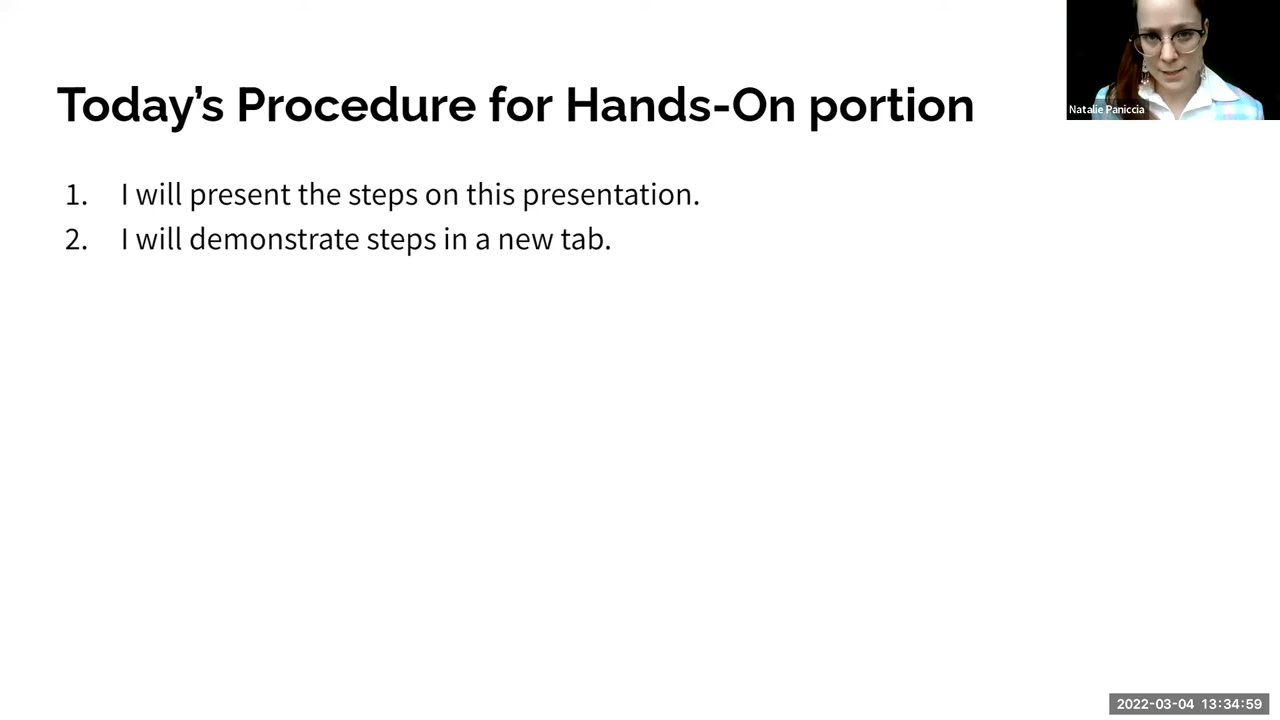 Today's Procedure for Hands-On portion
Natalie Paniccia
1. I will present the steps on this presentation.
2. I will demonstrate steps in a new tab.
2022-03-04 13:34:59